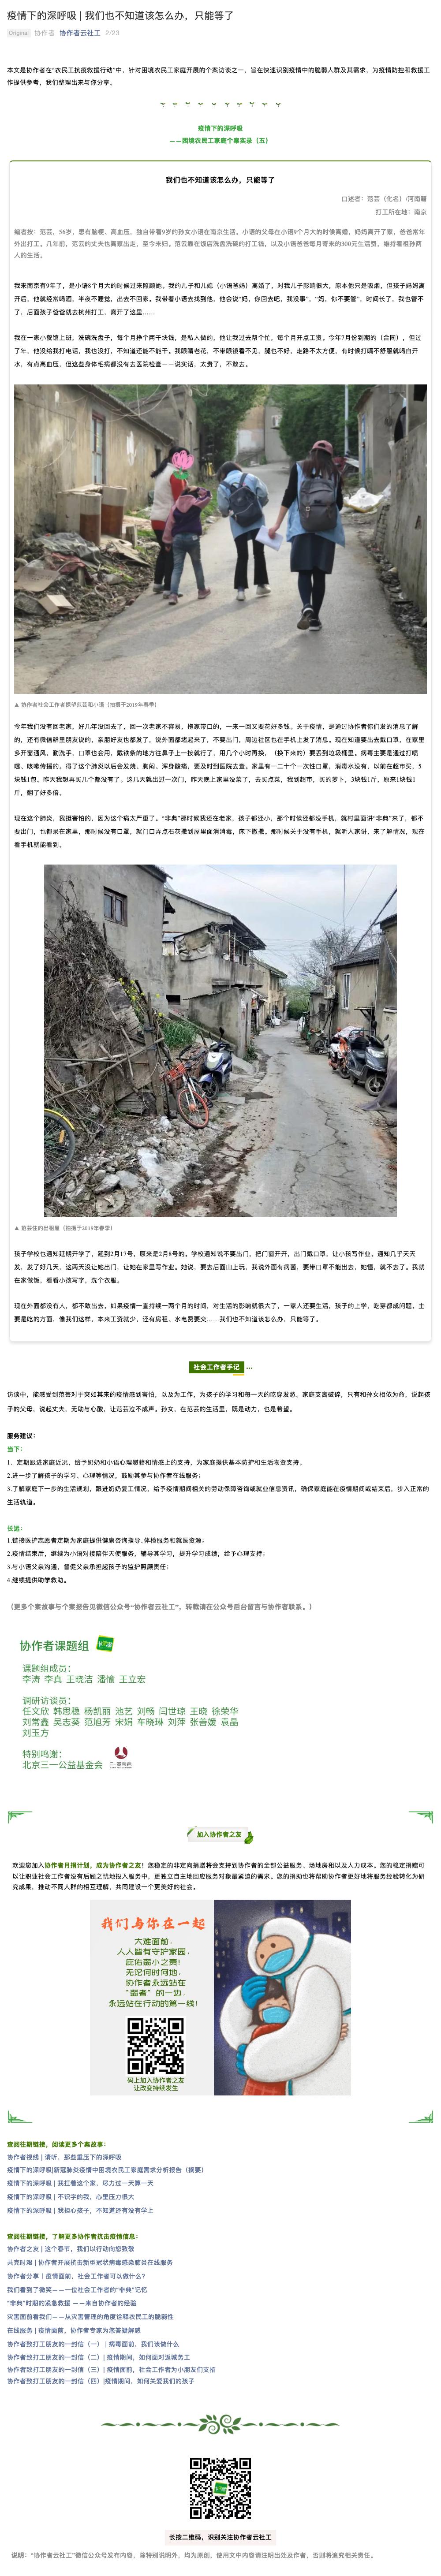 疫情下的深呼吸 | 我们也不知道该怎么办，只能等了
Original 协作者 协作者云社工 2/23
本文是协作者在“农民工抗疫救援行动”中，针对困境农民工家庭开展的个案访谈之一，旨在快速识别疫情中的脆弱人群及其需求，为疫情防控和救援工
作提供参考，我们整理出来与你分享。
疫情下的深呼吸
——困境农民工家庭个案实录（五）
我们也不知道该怎么办，只能等了
口述者：范芸（化名）/河南籍
打工所在地：南京
编者按：范芸，58岁，患有脑梗、高血压，独自带着9岁的孙女小语在南京生活。小语的父母在小语9个月大的时候离婚，妈妈离开了家，爸爸常年
外出打工。几年前，范云的丈夫也离家出走，至今未归。范云靠在饭店洗盘洗碗的打工钱，以及小语爸爸每月寄来的300元生活费，维持着祖孙两
人的生活。
我来南京有9年了，是小语8个月大的时候过来照顾她。我的儿子和儿媳（小语爸妈）离婚了，对我儿子影响很大，原本他只是吸烟，但孩子妈妈离
开后，他就经常喝酒，半夜不睡觉，出去不回家。我带着小语去找到他，他会说“妈，你回去吧，我没事”，“妈，你不要管”，时间长了，我也管不
了，后面孩子爸爸就去杭州打工，离开了这里……
我在一家小餐馆上班，洗碗洗盘子，每个月挣个两千块钱，是私人做的，他让我过去帮个忙，每个月开点工资。今年7月份到期的（合同），但过
了年，他没给我打电话，我也没打，不知道还能不能干。我眼睛老花，不带眼镜看不见，腿也不好，走路不太方便，有时候打嗝不舒服就喝白开
水，有点高血压，但这些身体毛病都没有去医院检查——说实话，太贵了，不敢去。
▲ 协作者社会工作者探望范芸和小语（拍摄于2019年春季）
今年我们没有回老家，好几年没回去了，回一次老家不容易，拖家带口的，一来一回又要花好多钱。关于疫情，是通过协作者你们发的消息了解
的，还有微信群里朋友说的，亲朋好友也都发了，说外面都堵起来了，不要出门，周边社区也在手机上发了消息。现在知道要出去戴口罩，在家里
多开窗通风，勤洗手，口罩也会用，戴铁条的地方往鼻子上一按就行了，用几个小时再换，（换下来的）要丢到垃圾桶里。病毒主要是通过打喷
嚏、咳嗽传播的。得了这个肺炎以后会发烧、胸闷、浑身酸痛，要及时到医院去查。家里有一二十个一次性口罩，消毒水没有，以前在超市买，5
块钱1包，昨天我想再买几个都没有了。这几天就出过一次门，昨天晚上家里没菜了，去买点菜，我到超市，买的萝卜，3块钱1斤，原来1块钱1
斤，翻了好多倍。
现在这个肺炎，我挺害怕的，因为这个病太严重了。“非典”那时候我还在老家，孩子都还小，那个时候还都没手机，就村里面讲“非典”来了，都不
要出门，也都呆在家里，那时候没有口罩，就门口弄点石灰撒到屋里面消消毒，床下撒撒。那时候关于没有手机，就听人家讲，来了解情况。现在
看手机就能看到。
▲ 范芸住的出租屋（拍摄于2019年春季）
孩子学校也通知延期开学了，延到2月17号，原来是2月8号的。学校通知说不要出门，把门窗开开，出门戴口罩，让小孩写作业。通知几乎天天
发，发了好几天，这两天没让她出门，让她在家里写作业。她说，要去后面山上玩，我说外面有病菌，要带口罩不能出去，她懂，就不去了。我就
在家做饭，看看小孩写字，洗个衣服。
现在外面都没有人，都不敢出去。如果疫情一直持续一两个月的时间，对生活的影响就很大了，一家人还要生活，孩子的上学，吃穿都成问题。主
要是吃的方面，像我们这样，本来工资就少，还有房租、水电费要交……我们也不知道该怎么办，只能等了。
社会工作者手记 ...
访谈中，能感受到范芸对于突如其来的疫情感到害怕，以及为工作，为孩子的学习和每一天的吃穿发愁。家庭支离破碎，只有和孙女相依为命，说起孩
子的父母，说起丈夫，无助与心酸，让范芸泣不成声。孙女，在范芸的生活里，既是动力，也是希望。
服务建议：
当下：
1．定期跟进家庭近况，给予奶奶和小语心理慰藉和情感上的支持，为家庭提供基本防护和生活物资支持。
2.进一步了解孩子的学习、心理等情况，鼓励其参与协作者在线服务；
3.了解家庭下一步的生活规划，跟进奶奶复工情况，给予疫情期间相关的劳动保障咨询或就业信息资讯，确保家庭能在疫情期间或结束后，步入正常的
生活轨道。
长远：
1.链接医护志愿者定期为家庭提供健康咨询指导,体检服务和就医资源；
2.疫情结束后，继续为小语对接陪伴天使服务，辅导其学习，提升学习成绩，给予心理支持；
3.与小语父亲沟通，督促父亲承担起孩子的监护照顾责任；
4.继续提供助学救助。
（更多个案故事与个案报告见微信公众号“协作者云社工”，转载请在公众号后台留言与协作者联系。）
协作者课题组
课题组成员：
李涛 李真 王晓洁 潘愉 王立宏
调研访谈员：
任文欣 韩思稳 杨凯丽 池艺 刘畅 闫世琼 王晓 徐荣华
刘常鑫 吴志葵 范旭芳 宋娟 车晓琳 刘萍 张善媛 袁晶
刘玉方
特别鸣谢：
北京三一公益基金会
加入协作者之友
欢迎您加入协作者月捐计划，成为协作者之友！您稳定的非定向捐赠将会支持到协作者的全部公益服务、场地房租以及人力成本。您的稳定捐赠可
以让职业社会工作者没有后顾之忧地投入服务中，更独立自主地回应服务对象最紧迫的需求。您的捐助也将帮助协作者更好地将服务经验转化为研
究成果，推动不同人群的相互理解，共同建设一个更美好的社会。
我们与你在一起
大难面前，
人人皆有守护家园、
庇佑弱小之责！
无论何时何地，
协作者永远站在
“弱者”的一边，
永远站在行动的第一线！
码上加入协作者之友
让改变持续发生
查阅往期链接，阅读更多个案故事：
协作者视线 | 请听，那些重压下的深呼吸
疫情下的深呼吸|新冠肺炎疫情中困境农民工家庭需求分析报告（摘要）
疫情下的深呼吸 | 我扛着这个家，尽力过一天算一天
疫情下的深呼吸 | 不识字的我，心里压力很大
疫情下的深呼吸 | 我担心孩子，不知道还有没有学上
查阅往期链接，了解更多协作者抗击疫情信息：
协作者之友 | 这个春节，我们以行动向您致敬
共克时艰 | 协作者开展抗击新型冠状病毒感染肺炎在线服务
协作者分享丨疫情面前，社会工作者可以做什么？
我们看到了微笑——一位社会工作者的“非典”记忆
“非典”时期的紧急救援 ——来自协作者的经验
灾害面前看我们——从灾害管理的角度诠释农民工的脆弱性
在线服务 | 疫情面前，协作者专家为您答疑解惑
协作者致打工朋友的一封信（一） | 病毒面前，我们该做什么
协作者致打工朋友的一封信（二）| 疫情期间，如何面对返城务工
协作者致打工朋友的一封信（三）| 疫情面前，社会工作者为小朋友们支招
协作者致打工朋友的一封信（四）|疫情期间，如何关爱我们的孩子
长按二维码，识别关注协作者云社工
说明：“协作者云社工”微信公众号发布内容，除特别说明外，均为原创，使用文中内容请注明出处及作者，否则将追究相关责任。